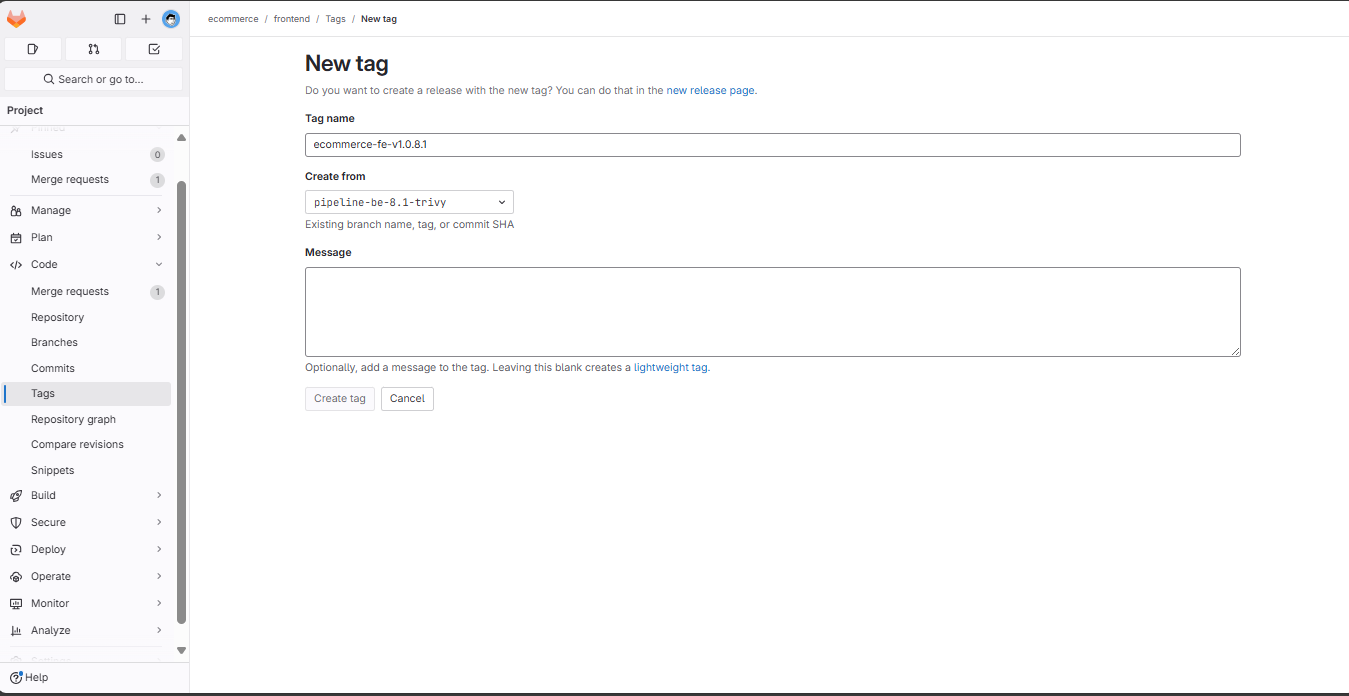 ecommerce / frontend / Tags / New tag
Search or go to...
Project
Pinned
Issues 0
Merge requests 1
Manage
Plan
Code
Merge requests 1
Repository
Branches
Commits
Tags
Repository graph
Compare revisions
Snippets
Build
Secure
Deploy
Operate
Monitor
Analyze
Settings
Help
New tag
Do you want to create a release with the new tag? You can do that in the new release page.
Tag name
ecommerce-fe-v1.0.8.1
Create from
pipeline-be-8.1-trivy
Existing branch name, tag, or commit SHA
Message
Optionally, add a message to the tag. Leaving this blank creates a lightweight tag.
Create tag Cancel